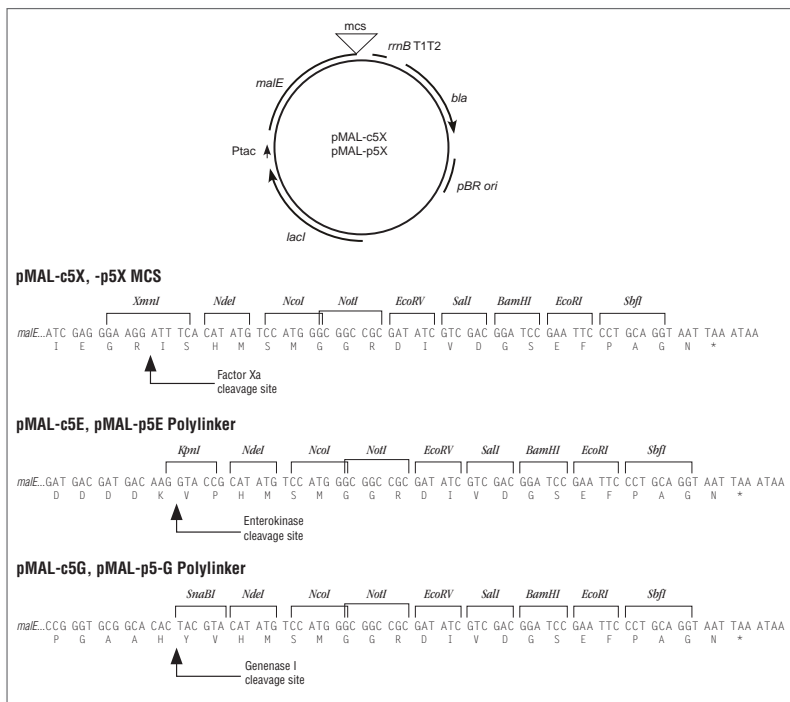 mcs
rrnB T1T2
malE
bla
Ptac
pMAL-c5X
pMAL-p5X
pBR ori
lacI
pMAL-c5X, -p5X MCS
XmnI NdeI NcoI NotI EcoRV SalI BamHI EcoRI SbfI
malE...ATC GAG GGA AGG ATT TCA CAT ATG TCC ATG GGC GGC CGC GAT ATC GTC GAC GGA TCC GAA TTC CCT GCA GGT AAT TAA ATAA
I E G R I S H M S M G G R D I V D G S E F P A G N *
Factor Xa
cleavage site
pMAL-c5E, pMAL-p5E Polylinker
KpnI NdeI NcoI NotI EcoRV SalI BamHI EcoRI SbfI
malE...GAT GAC GAT GAC AAG GTA CCG CAT ATG TCC ATG GGC GGC CGC GAT ATC GTC GAC GGA TCC GAA TTC CCT GCA GGT AAT TAA ATAA
D D D D K V P H M S M G G R D I V D G S E F P A G N *
Enterokinase
cleavage site
pMAL-c5G, pMAL-p5-G Polylinker
SnaBI NdeI NcoI NotI EcoRV SalI BamHI EcoRI SbfI
malE...CCG GGT GCG GCA CAC TAC GTA CAT ATG TCC ATG GGC GGC CGC GAT ATC GTC GAC GGA TCC GAA TTC CCT GCA GGT AAT TAA ATAA
P G A A H Y V H M S M G G R D I V D G S E F P A G N *
Genenase I
cleavage site